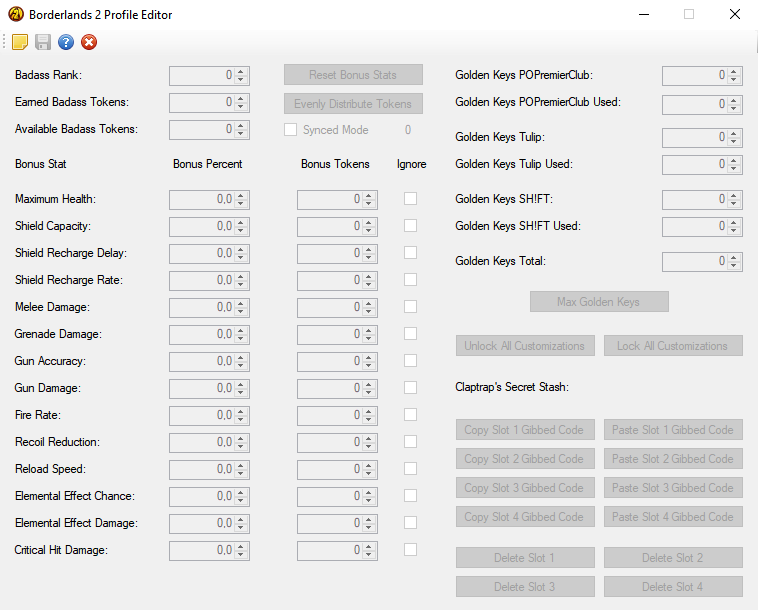 Borderlands 2 Profile Editor
Badass Rank: 0
Earned Badass Tokens: 0
Available Badass Tokens: 0
Reset Bonus Stats
Evenly Distribute Tokens
Synced Mode 0
Bonus Stat Bonus Percent Bonus Tokens Ignore
Maximum Health: 0,0 0
Shield Capacity: 0,0 0
Shield Recharge Delay: 0,0 0
Shield Recharge Rate: 0,0 0
Melee Damage: 0,0 0
Grenade Damage: 0,0 0
Gun Accuracy: 0,0 0
Gun Damage: 0,0 0
Fire Rate: 0,0 0
Recoil Reduction: 0,0 0
Reload Speed: 0,0 0
Elemental Effect Chance: 0,0 0
Elemental Effect Damage: 0,0 0
Critical Hit Damage: 0,0 0
Golden Keys POPremierClub: 0
Golden Keys POPremierClub Used: 0
Golden Keys Tulip: 0
Golden Keys Tulip Used: 0
Golden Keys SH!FT: 0
Golden Keys SH!FT Used: 0
Golden Keys Total: 0
Max Golden Keys
Unlock All Customizations Lock All Customizations
Claptrap's Secret Stash:
Copy Slot 1 Gibbed Code Paste Slot 1 Gibbed Code
Copy Slot 2 Gibbed Code Paste Slot 2 Gibbed Code
Copy Slot 3 Gibbed Code Paste Slot 3 Gibbed Code
Copy Slot 4 Gibbed Code Paste Slot 4 Gibbed Code
Delete Slot 1 Delete Slot 2
Delete Slot 3 Delete Slot 4